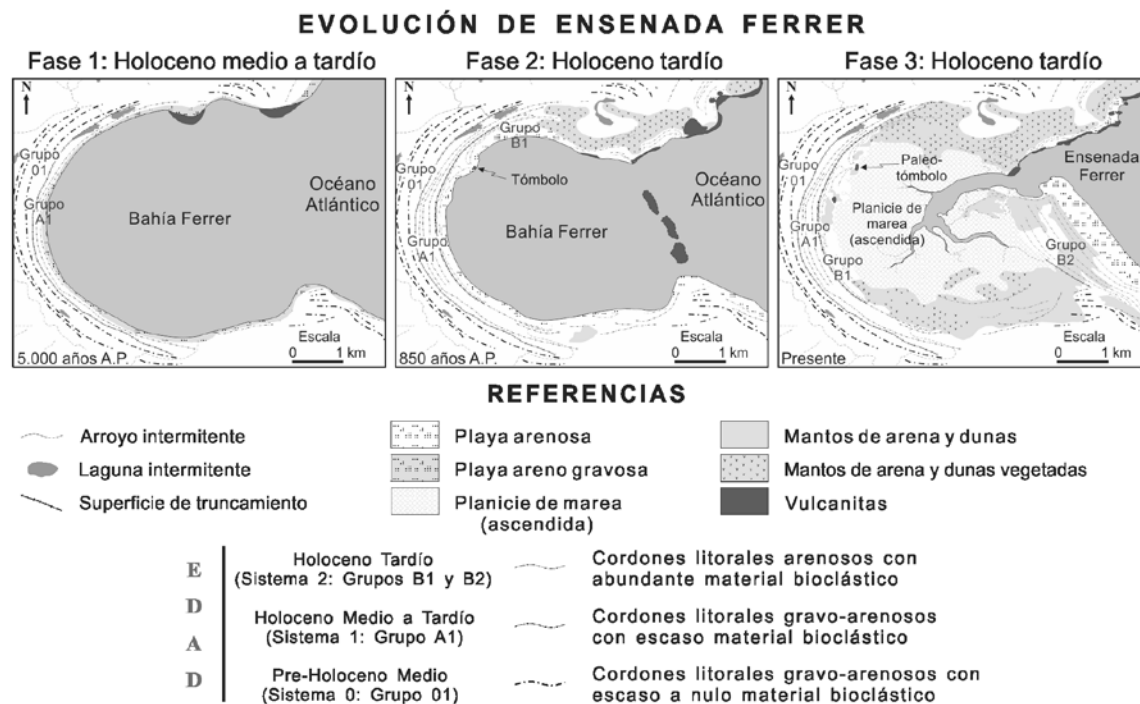 EVOLUCIÓN DE ENSENADA FERRER
Fase 1: Holoceno medio a tardío
N
Grupo 01
Grupo A1
Bahía Ferrer
Océano
Atlántico
Escala
0 1 km
5.000 años A.P.
Fase 2: Holoceno tardío
N
Grupo B1
Grupo 01
Tómbolo
Grupo A1
Bahía Ferrer
Océano
Atlántico
Escala
0 1 km
850 años A.P.
Fase 3: Holoceno tardío
N
Grupo 01
Paleo-
tómbolo
Ensenada
Ferrer
Planicie de
marea
(ascendida)
Grupo A1
Grupo B1
Grupo B2
Escala
0 1 km
Presente
REFERENCIAS
Arroyo intermitente
Laguna intermitente
Superficie de truncamiento
Playa arenosa
Playa areno gravosa
Planicie de marea
(ascendida)
Mantos de arena y dunas
Mantos de arena y dunas vegetadas
Vulcanitas
EDAD
Holoceno Tardío
(Sistema 2: Grupos B1 y B2)
Cordones litorales arenosos con
abundante material bioclástico
Holoceno Medio a Tardío
(Sistema 1: Grupo A1)
Cordones litorales gravo-arenosos
con escaso material bioclástico
Pre-Holoceno Medio
(Sistema 0: Grupo 01)
Cordones litorales gravo-arenosos con
escaso a nulo material bioclástico